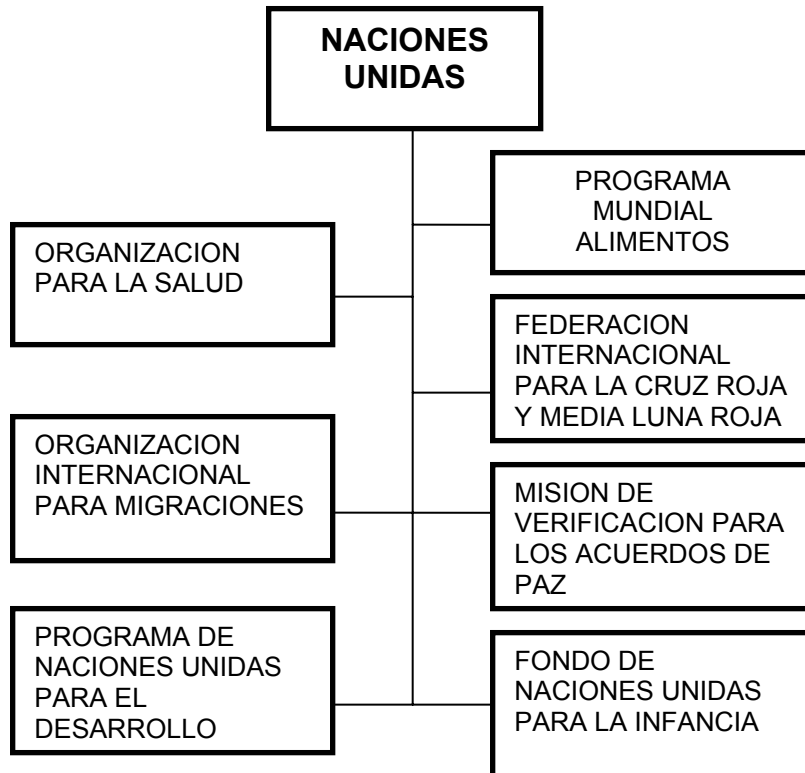 NACIONES
UNIDAS
PROGRAMA
MUNDIAL
ALIMENTOS
ORGANIZACION
PARA LA SALUD
FEDERACION
INTERNACIONAL
PARA LA CRUZ ROJA
Y MEDIA LUNA ROJA
ORGANIZACION
INTERNACIONAL
PARA MIGRACIONES
MISION DE
VERIFICACION PARA
LOS ACUERDOS DE
PAZ
PROGRAMA DE
NACIONES UNIDAS
PARA EL
DESARROLLO
FONDO DE
NACIONES UNIDAS
PARA LA INFANCIA